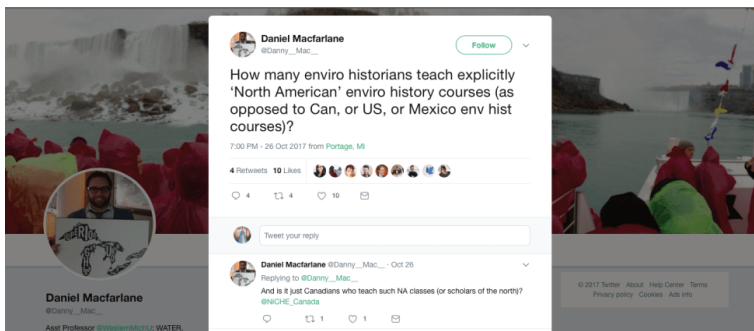 Daniel Macfarlane
@Danny__Mac__
Follow
How many enviro historians teach explicitly
‘North American’ enviro history courses (as
opposed to Can, or US, or Mexico env hist
courses)?
7:00 PM - 26 Oct 2017 from Portage, MI
4 Retweets 10 Likes
4 4 10
Tweet your reply
Daniel Macfarlane @Danny__Mac__ · Oct 26
Replying to @Danny__Mac__
And is it just Canadians who teach such NA classes (or scholars of the north)?
@NiCHE_Canada
1 1
SUPERIOR
Daniel Macfarlane
@Danny__Mac__
Asst Professor @WesternMichU: WATER,
© 2017 Twitter About Help Center Terms
Privacy policy Cookies Ads info